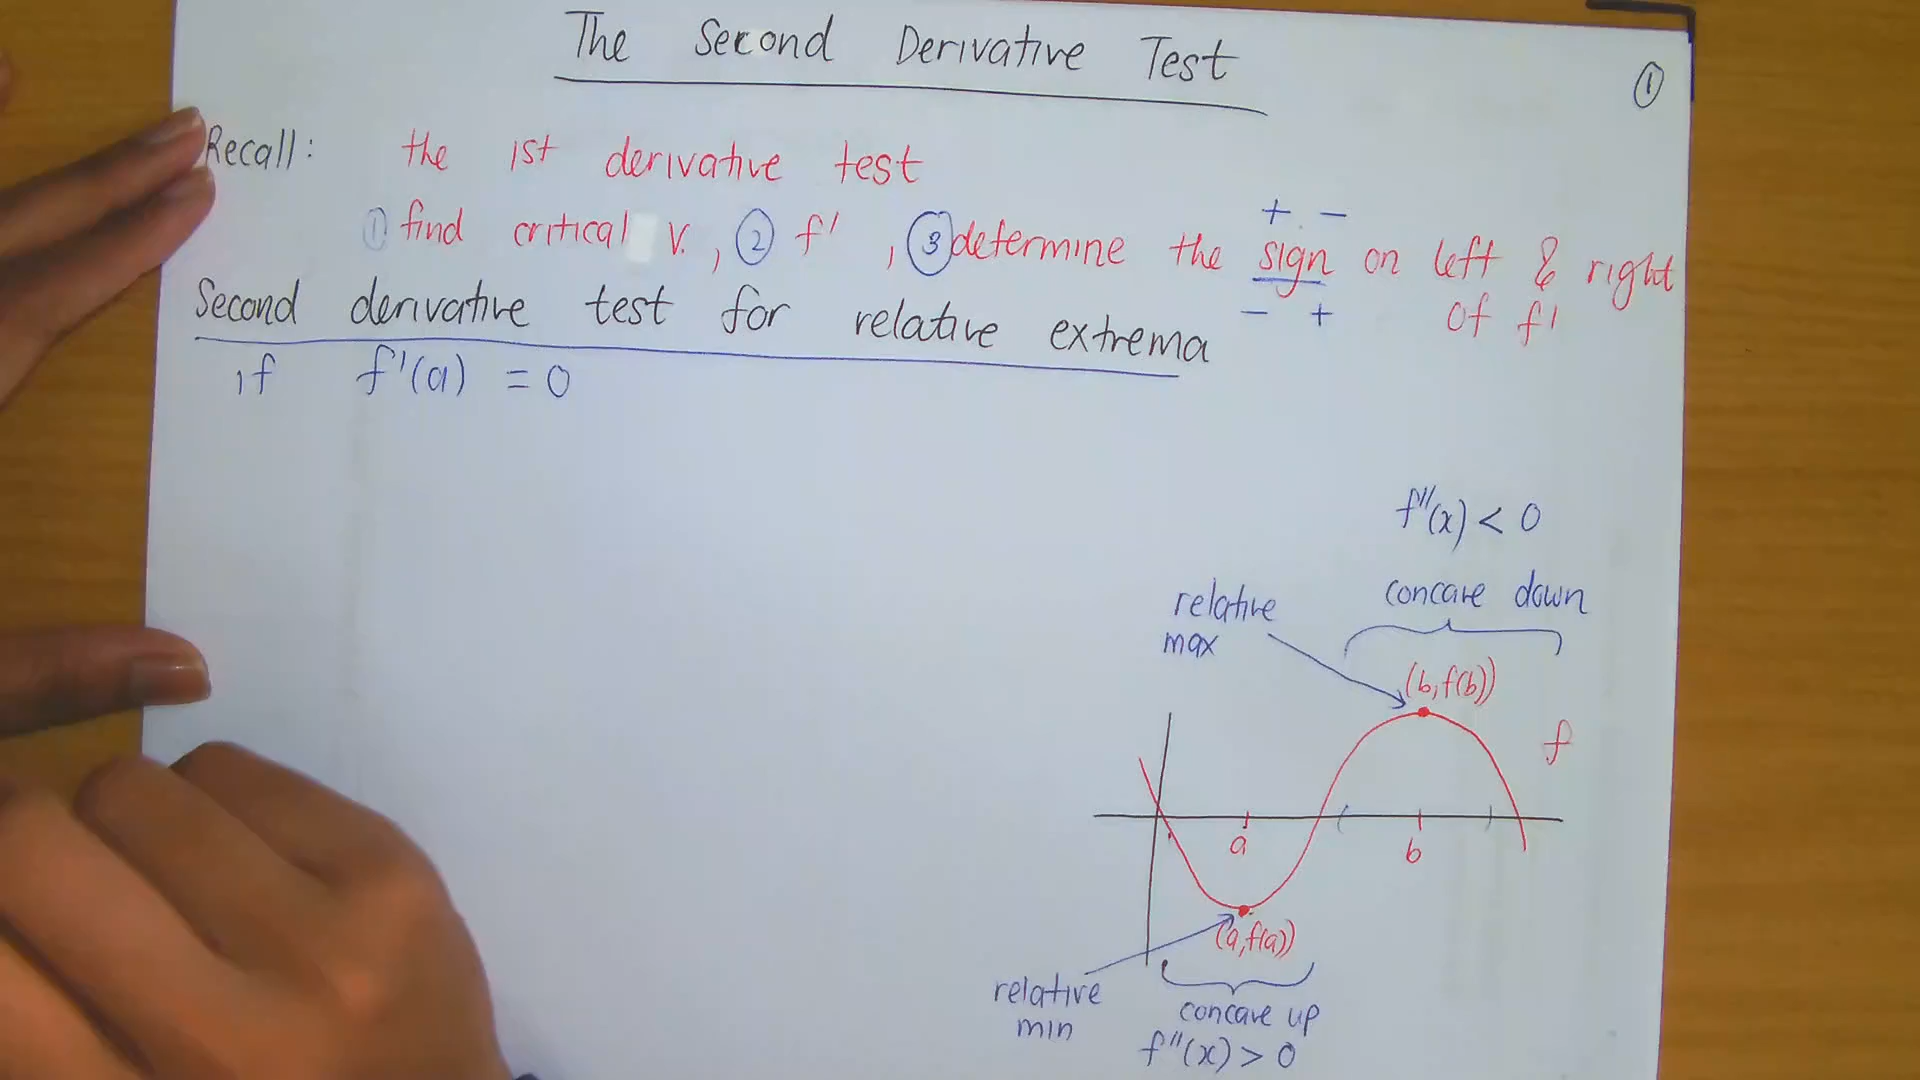 The Second Derivative Test
①
Recall: the 1st derivative test
① find critical v., ② f', ③ determine the sign on left & right of f'
+ -
- +
Second derivative test for relative extrema
if f'(a) = 0
f''(x) < 0
concave down
relative max
(b, f(b))
f
a
b
(a, f(a))
relative min
concave up
f''(x) > 0